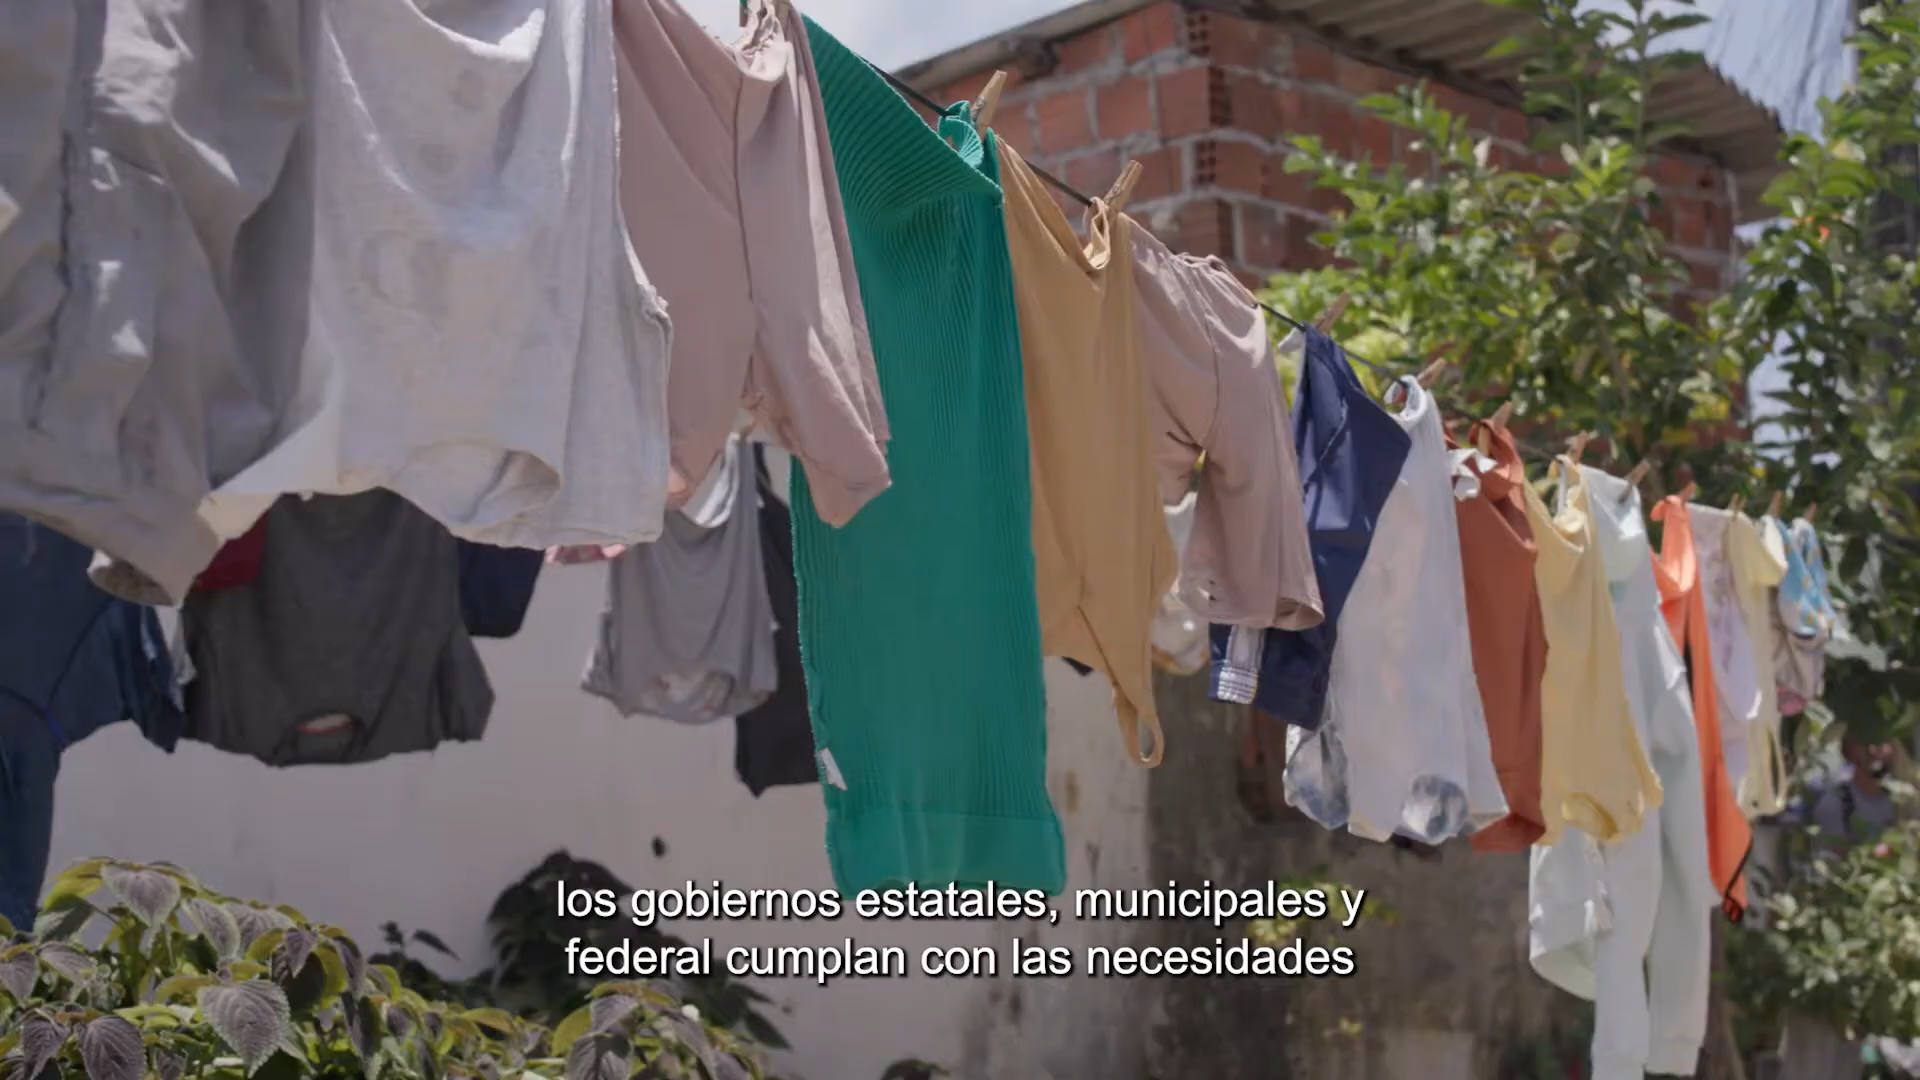 los gobiernos estatales, municipales y
federal cumplan con las necesidades